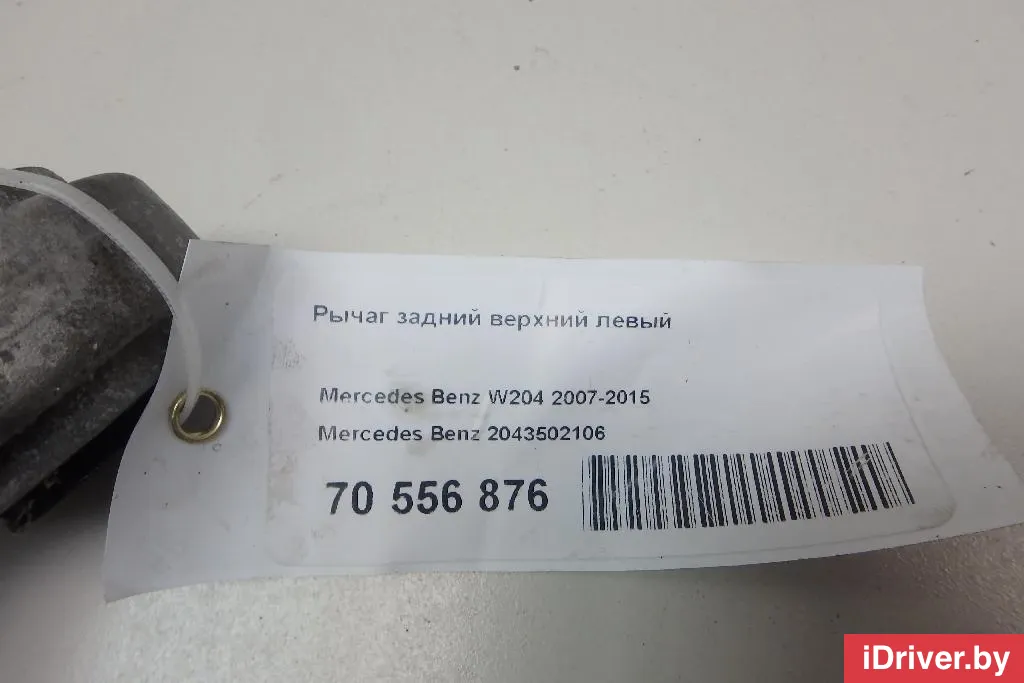 Рычаг задний верхний левый
Mercedes Benz W204 2007-2015
Mercedes Benz 2043502106
70 556 876
iDriver.by